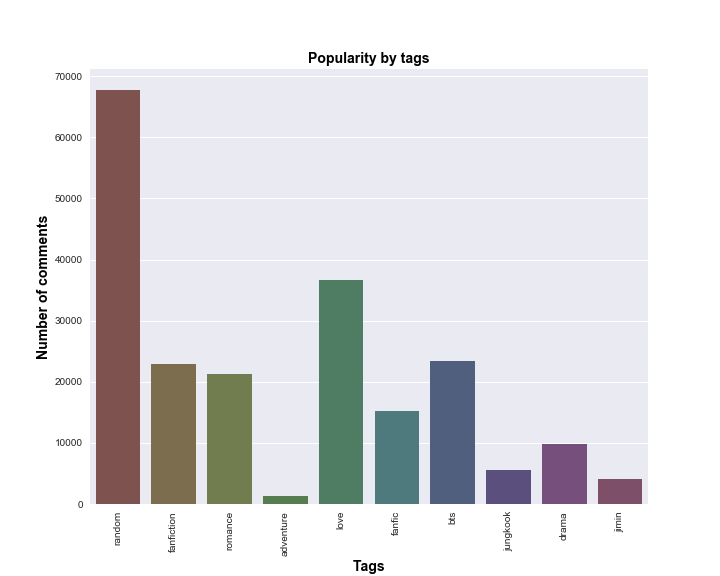 Popularity by tags
70000
60000
50000
40000
30000
20000
10000
0
Number of comments
random
fanfiction
romance
adventure
love
fanfic
bts
jungkook
drama
jimin
Tags